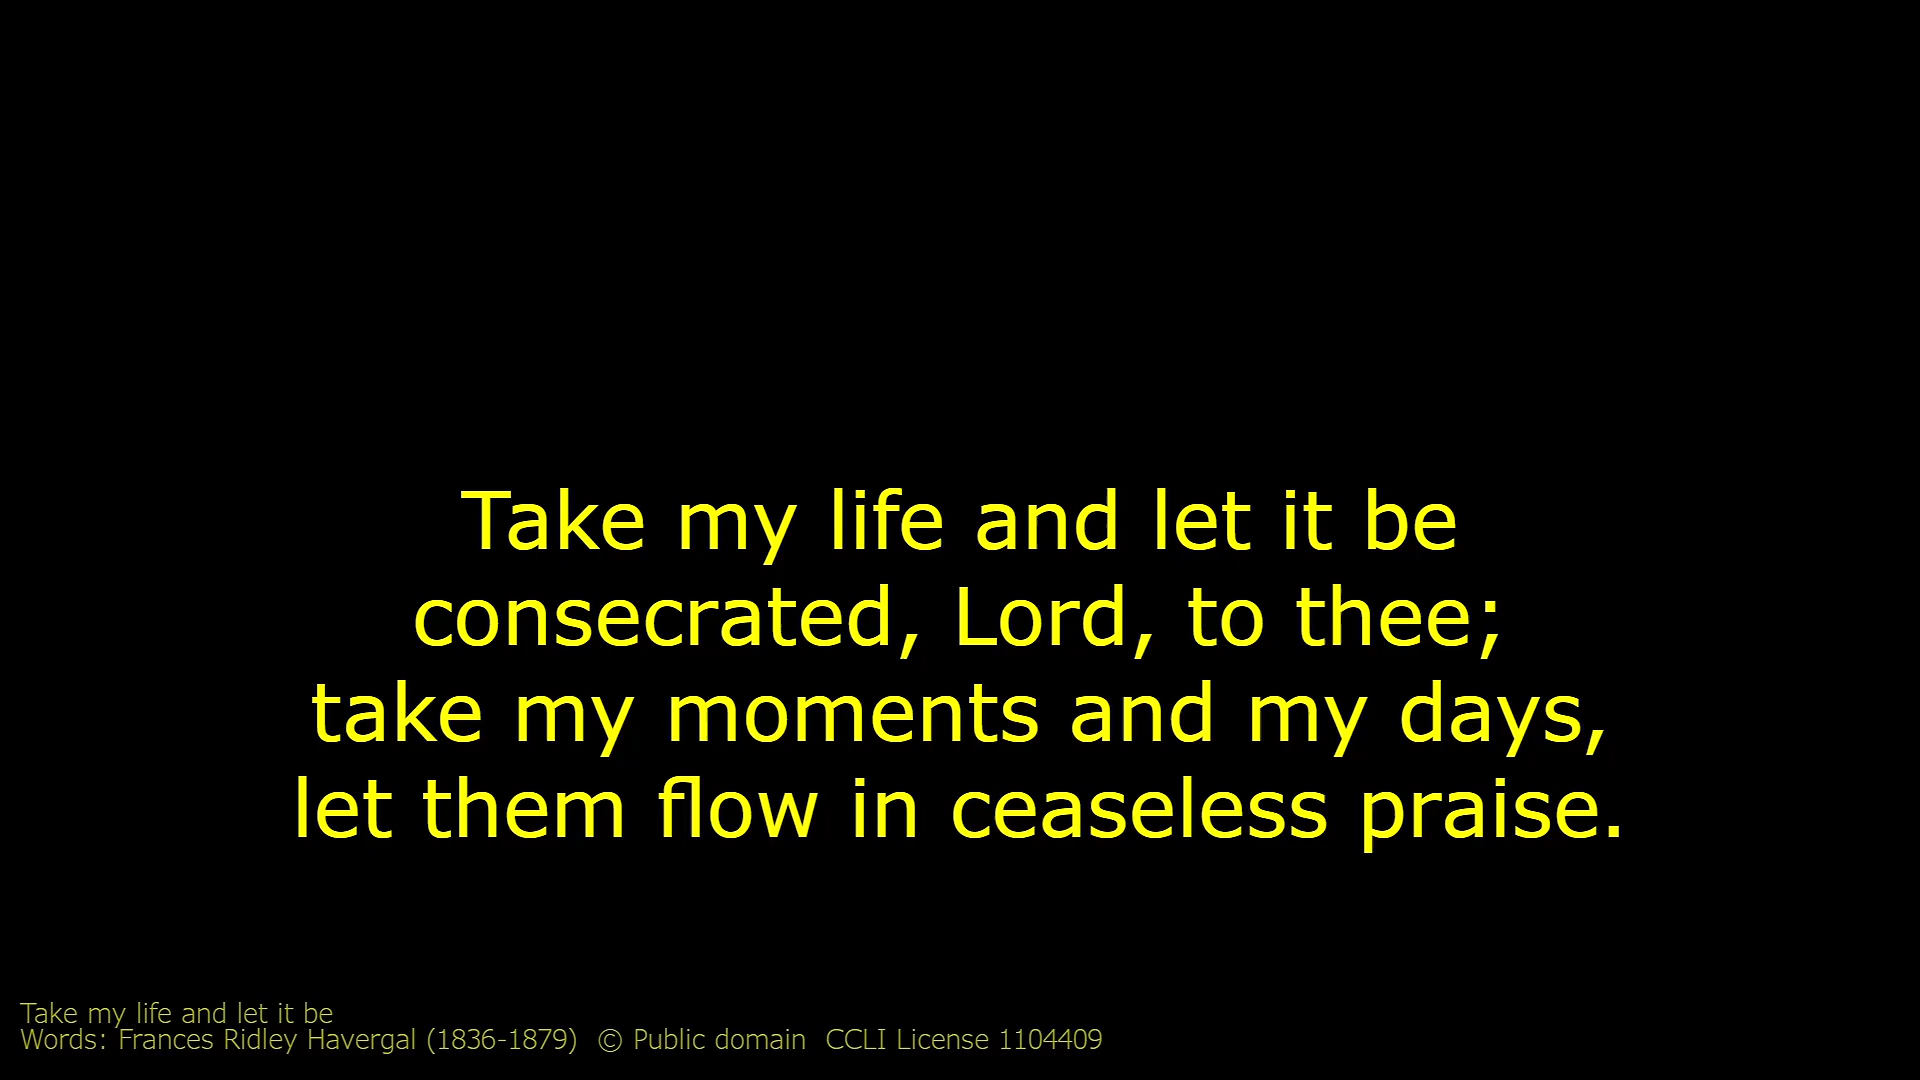 Take my life and let it be
consecrated, Lord, to thee;
take my moments and my days,
let them flow in ceaseless praise.
Take my life and let it be
Words: Frances Ridley Havergal (1836-1879)  © Public domain  CCLI License 1104409